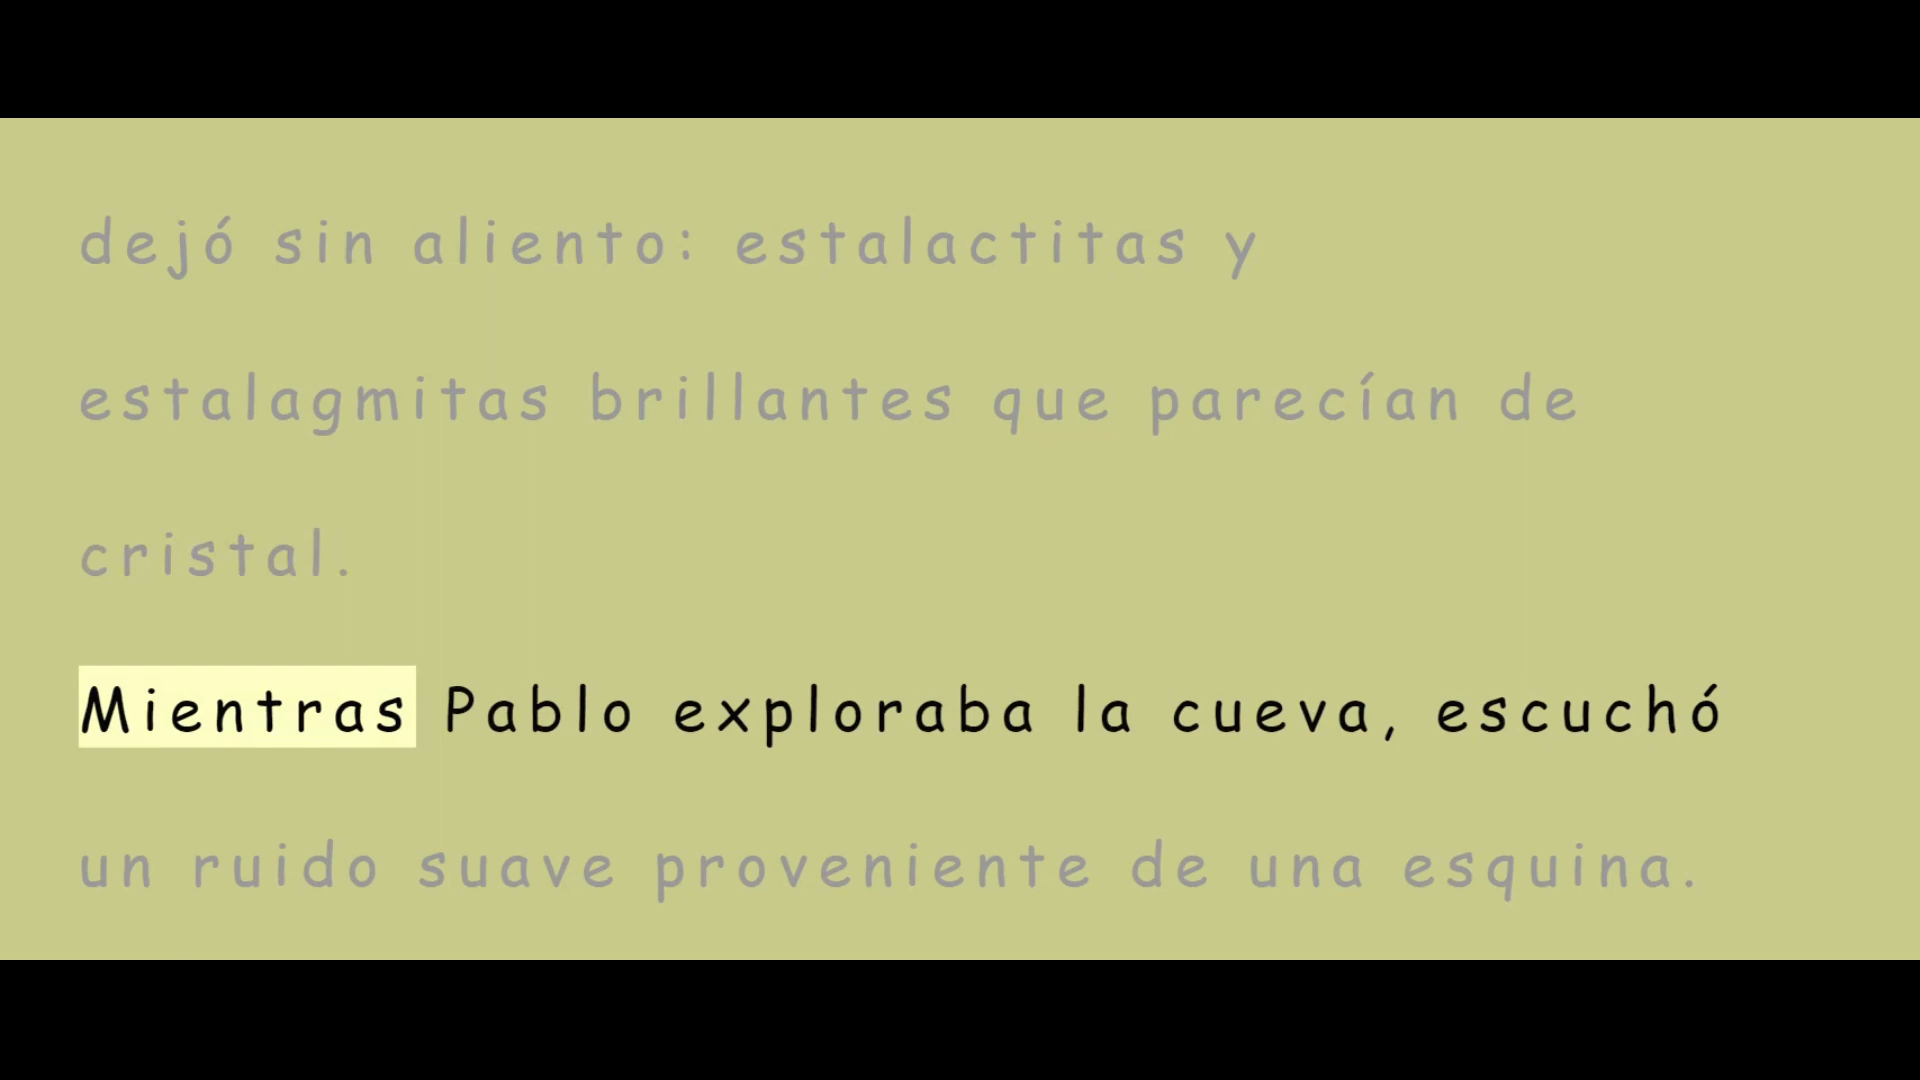 dejó sin aliento: estalactitas y
estalagmitas brillantes que parecían de
cristal.
Mientras Pablo exploraba la cueva, escuchó
un ruido suave proveniente de una esquina.